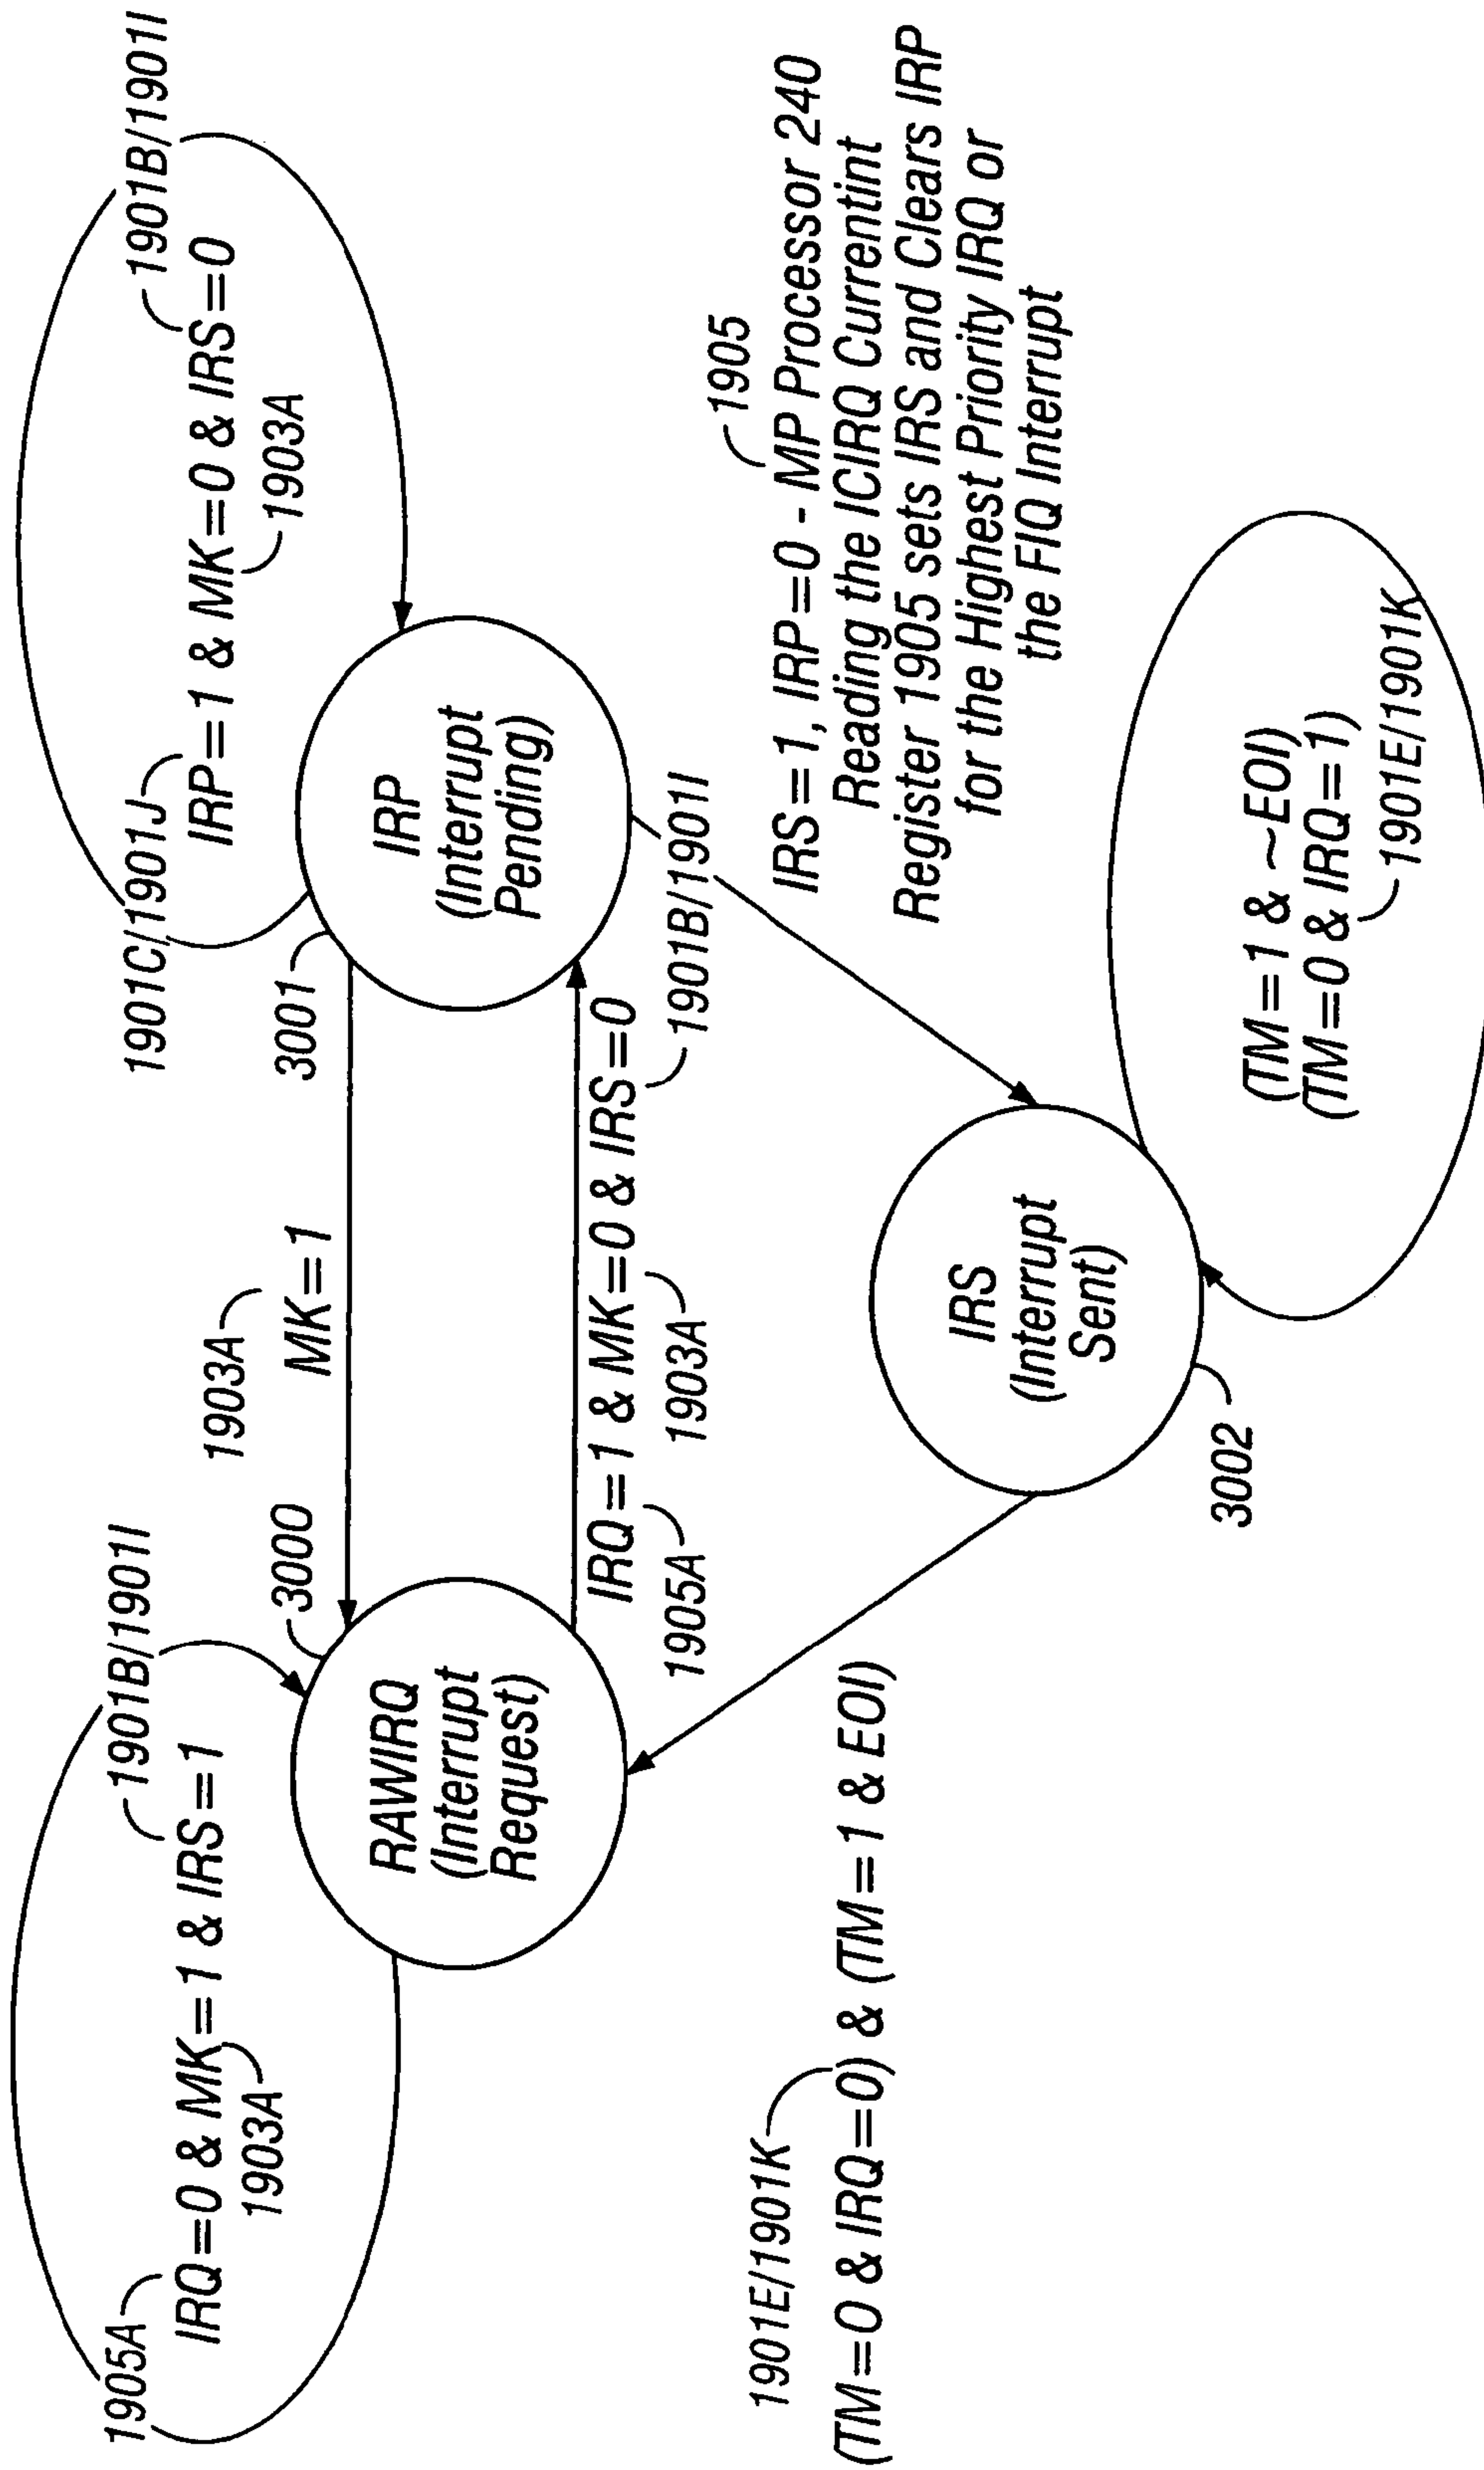 1905A
IRQ=0 & MK=1 & IRS=1
1901B/1901I
1903A
3000
RAWIRQ
(Interrupt
Request)
1903A
MK=1
1901C/1901J
IRP=1 & MK=0 & IRS=0
1901B/1901I
1903A
3001
IRP
(Interrupt
Pending)
IRQ=1 & MK=0 & IRS=0
1905A
1903A
1901B/1901I
1905
IRS=1, IRP=0 - MP Processor 240
Reading the ICIRQ Currentint
Register 1905 sets IRS and Clears IRP
for the Highest Priority IRQ or
the FIQ Interrupt
1901E/1901K
(TM=0 & IRQ=0) & (TM=1 & EOI)
IRS
(Interrupt
Sent)
3002
(TM=1 & ~EOI)
(TM=0 & IRQ=1)
1901E/1901K